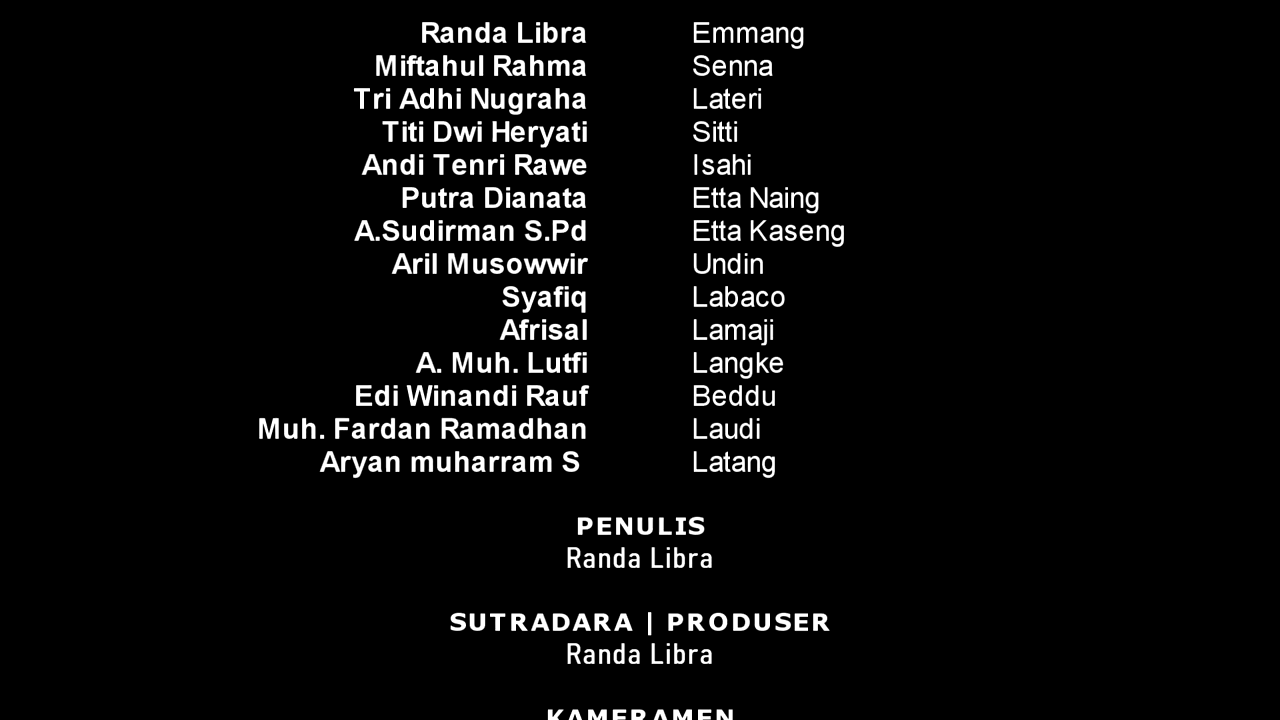 Randa Libra Emmang
Miftahul Rahma Senna
Tri Adhi Nugraha Lateri
Titi Dwi Heryati Sitti
Andi Tenri Rawe Isahi
Putra Dianata Etta Naing
A.Sudirman S.Pd Etta Kaseng
Aril Musowwir Undin
Syafiq Labaco
Afrisal Lamaji
A. Muh. Lutfi Langke
Edi Winandi Rauf Beddu
Muh. Fardan Ramadhan Laudi
Aryan muharram S Latang
PENULIS
Randa Libra
SUTRADARA | PRODUSER
Randa Libra
KAMERAMEN